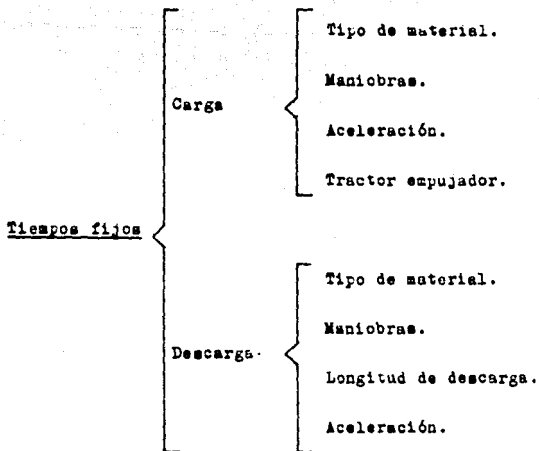 Tiempos fijos
Carga
Tipo de material.
Maniobras.
Aceleración.
Tractor empujador.
Descarga.
Tipo de material.
Maniobras.
Longitud de descarga.
Aceleración.